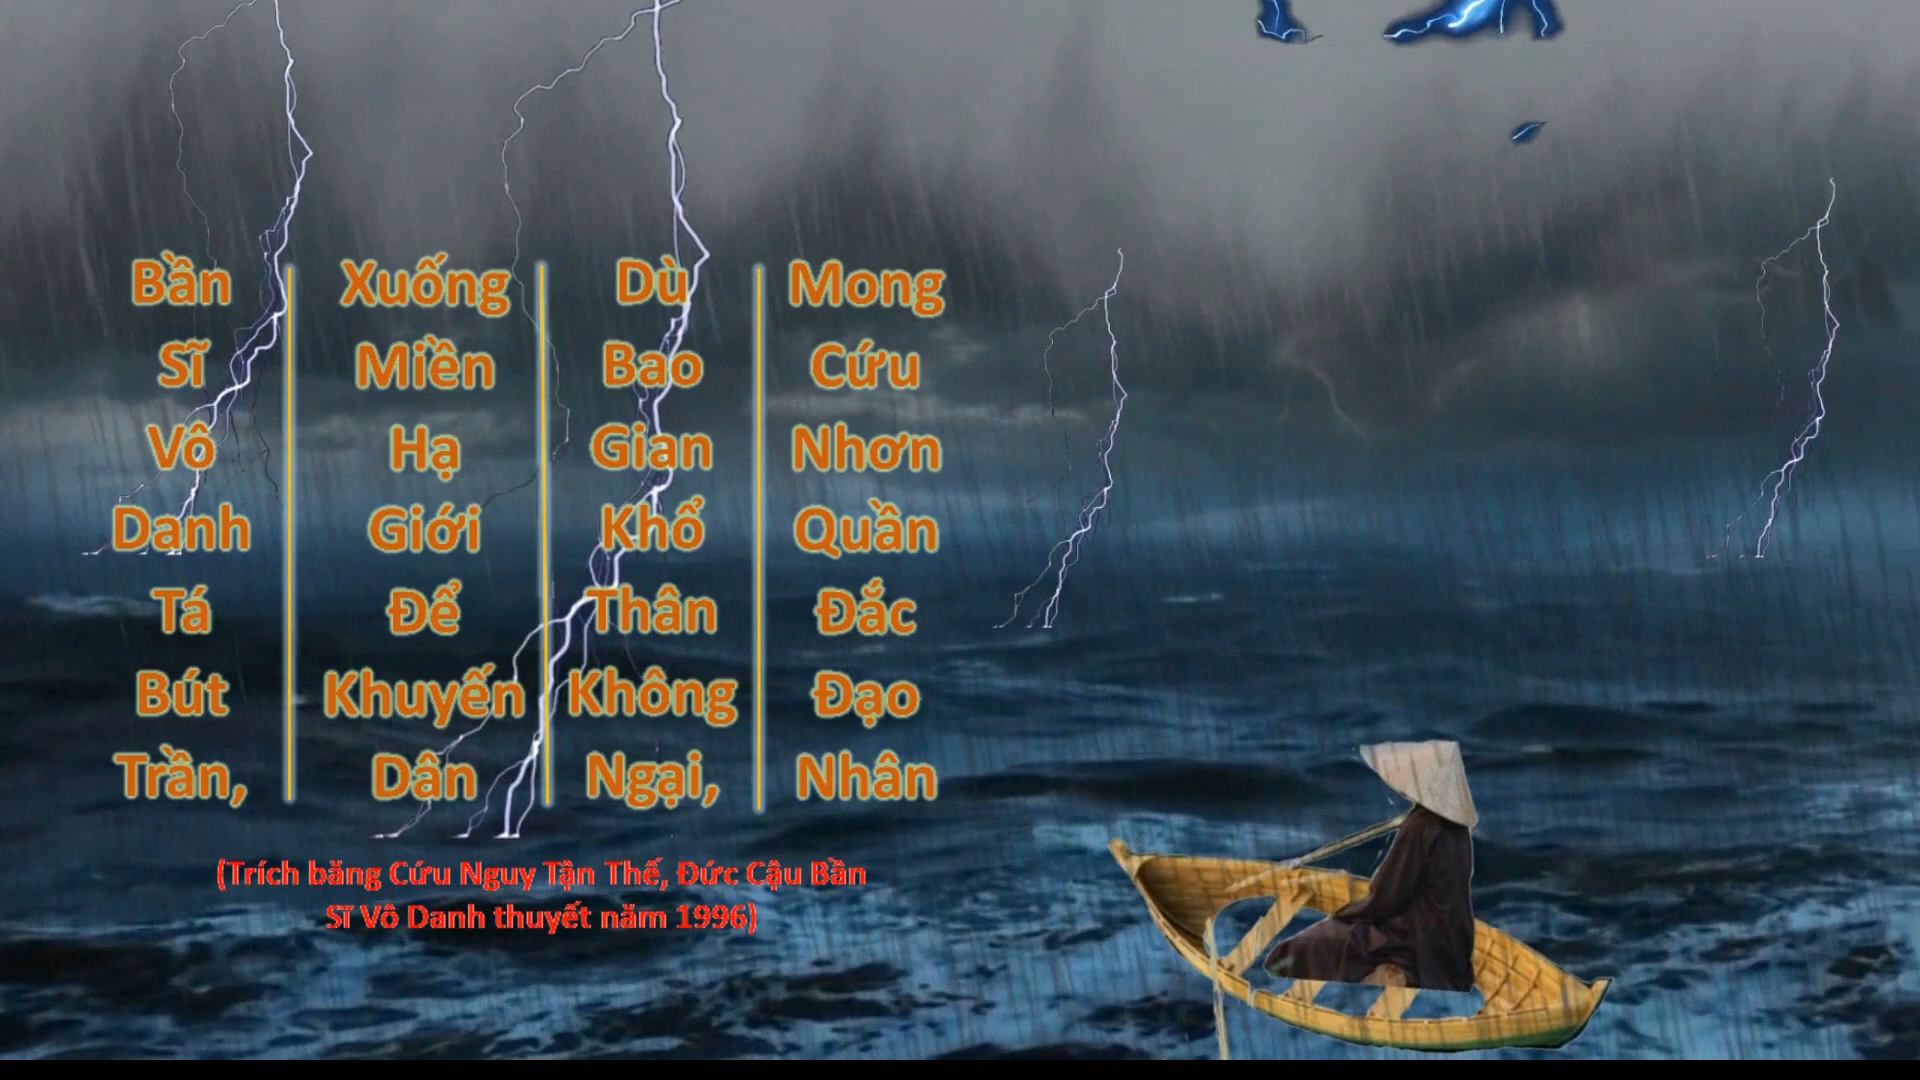 Bần Sĩ Vô Danh Tá Bút Trần,
Xuống Miền Hạ Giới Để Khuyến Dân
Dù Bao Gian Khổ Thân Không Ngại,
Mong Cứu Nhơn Quần Đắc Đạo Nhân
(Trích băng Cứu Nguy Tận Thế, Đức Cậu Bần
Sĩ Vô Danh thuyết năm 1996)